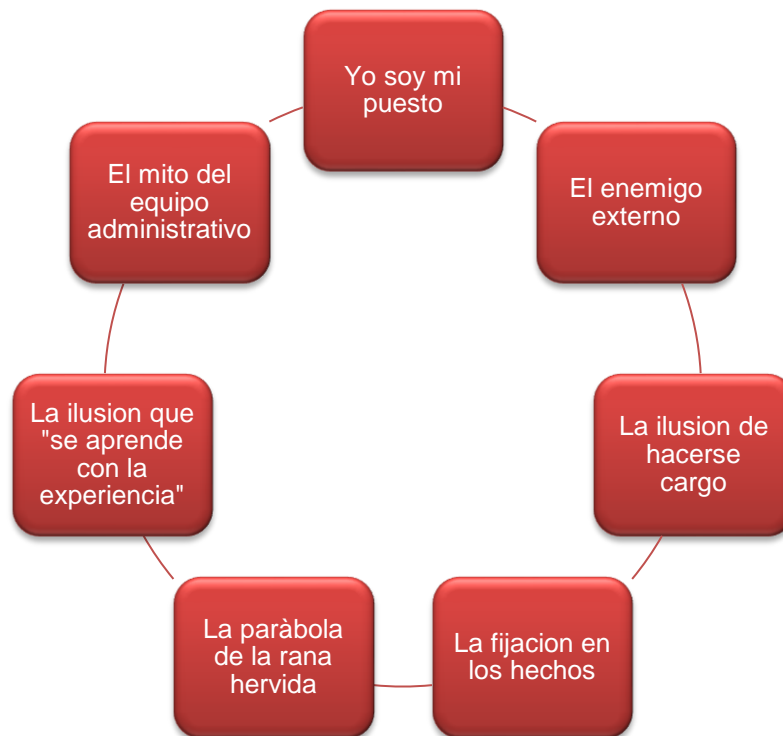 Yo soy mi
puesto
El enemigo
externo
La ilusion de
hacerse
cargo
La fijacion en
los hechos
La paràbola
de la rana
hervida
La ilusion que
"se aprende
con la
experiencia"
El mito del
equipo
administrativo